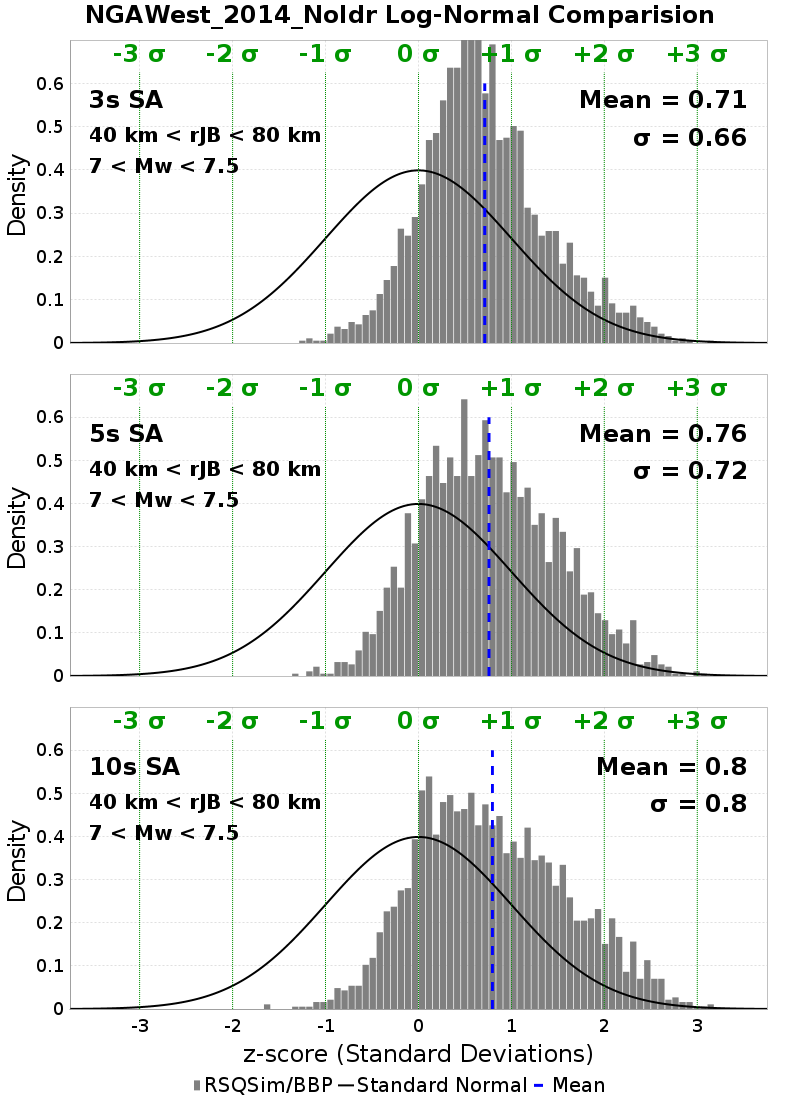 NGAWest_2014_NoIdr Log-Normal Comparision
-3 σ -2 σ -1 σ 0 σ +1 σ +2 σ +3 σ
3s SA
40 km < rJB < 80 km
7 < Mw < 7.5
Mean = 0.71
σ = 0.66
Density
0.6
0.5
0.4
0.3
0.2
0.1
0
-3 σ -2 σ -1 σ 0 σ +1 σ +2 σ +3 σ
5s SA
40 km < rJB < 80 km
7 < Mw < 7.5
Mean = 0.76
σ = 0.72
Density
0.6
0.5
0.4
0.3
0.2
0.1
0
-3 σ -2 σ -1 σ 0 σ +1 σ +2 σ +3 σ
10s SA
40 km < rJB < 80 km
7 < Mw < 7.5
Mean = 0.8
σ = 0.8
Density
0.6
0.5
0.4
0.3
0.2
0.1
0
-3 -2 -1 0 1 2 3
z-score (Standard Deviations)
RSQSim/BBP Standard Normal Mean